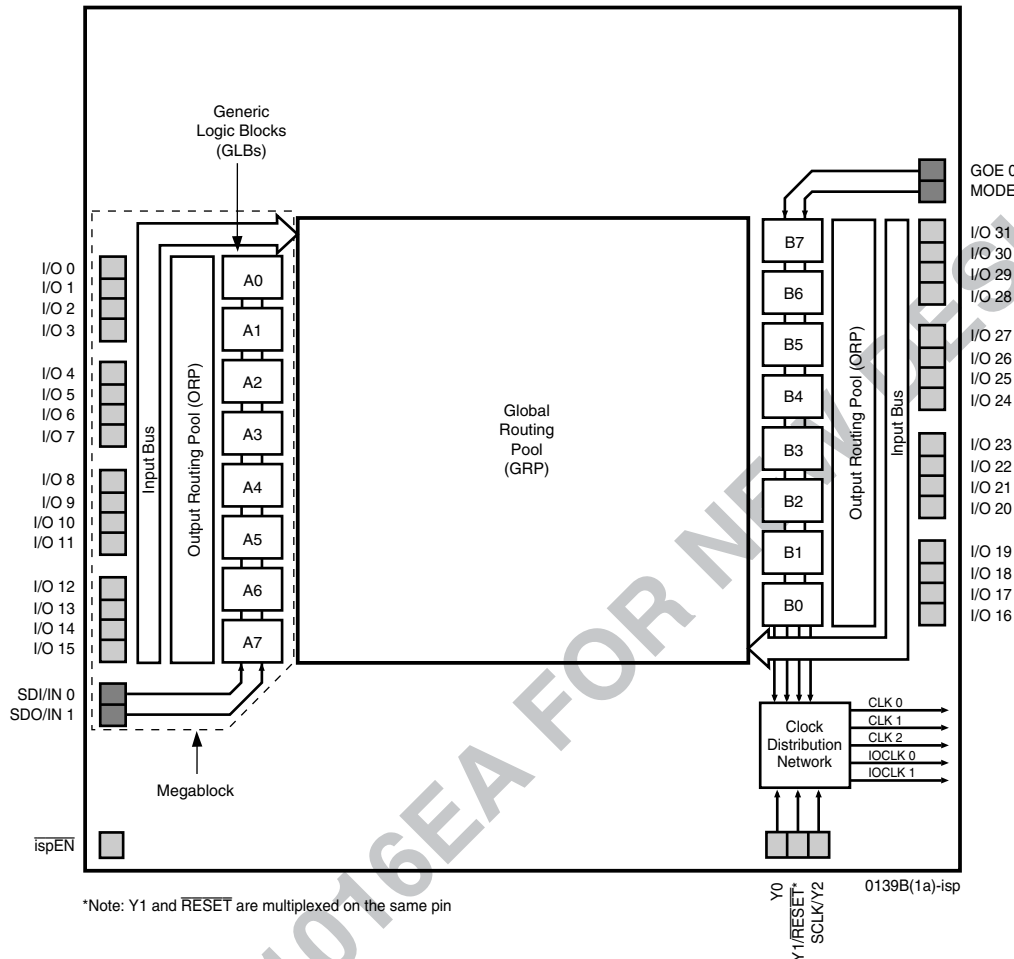 Generic
Logic Blocks
(GLBs)
GOE 0
MODE
I/O 0
I/O 1
I/O 2
I/O 3
I/O 4
I/O 5
I/O 6
I/O 7
I/O 8
I/O 9
I/O 10
I/O 11
I/O 12
I/O 13
I/O 14
I/O 15
SDI/IN 0
SDO/IN 1
Input Bus
Output Routing Pool (ORP)
A0
A1
A2
A3
A4
A5
A6
A7
Global
Routing
Pool
(GRP)
B7
B6
B5
B4
B3
B2
B1
B0
Output Routing Pool (ORP)
Input Bus
I/O 31
I/O 30
I/O 29
I/O 28
I/O 27
I/O 26
I/O 25
I/O 24
I/O 23
I/O 22
I/O 21
I/O 20
I/O 19
I/O 18
I/O 17
I/O 16
Megablock
Clock
Distribution
Network
CLK 0
CLK 1
CLK 2
IOCLK 0
IOCLK 1
ispEN
Y0
Y1/RESET*
SCLK/Y2
0139B(1a)-isp
*Note: Y1 and RESET are multiplexed on the same pin
1016EA FOR NEW DESI